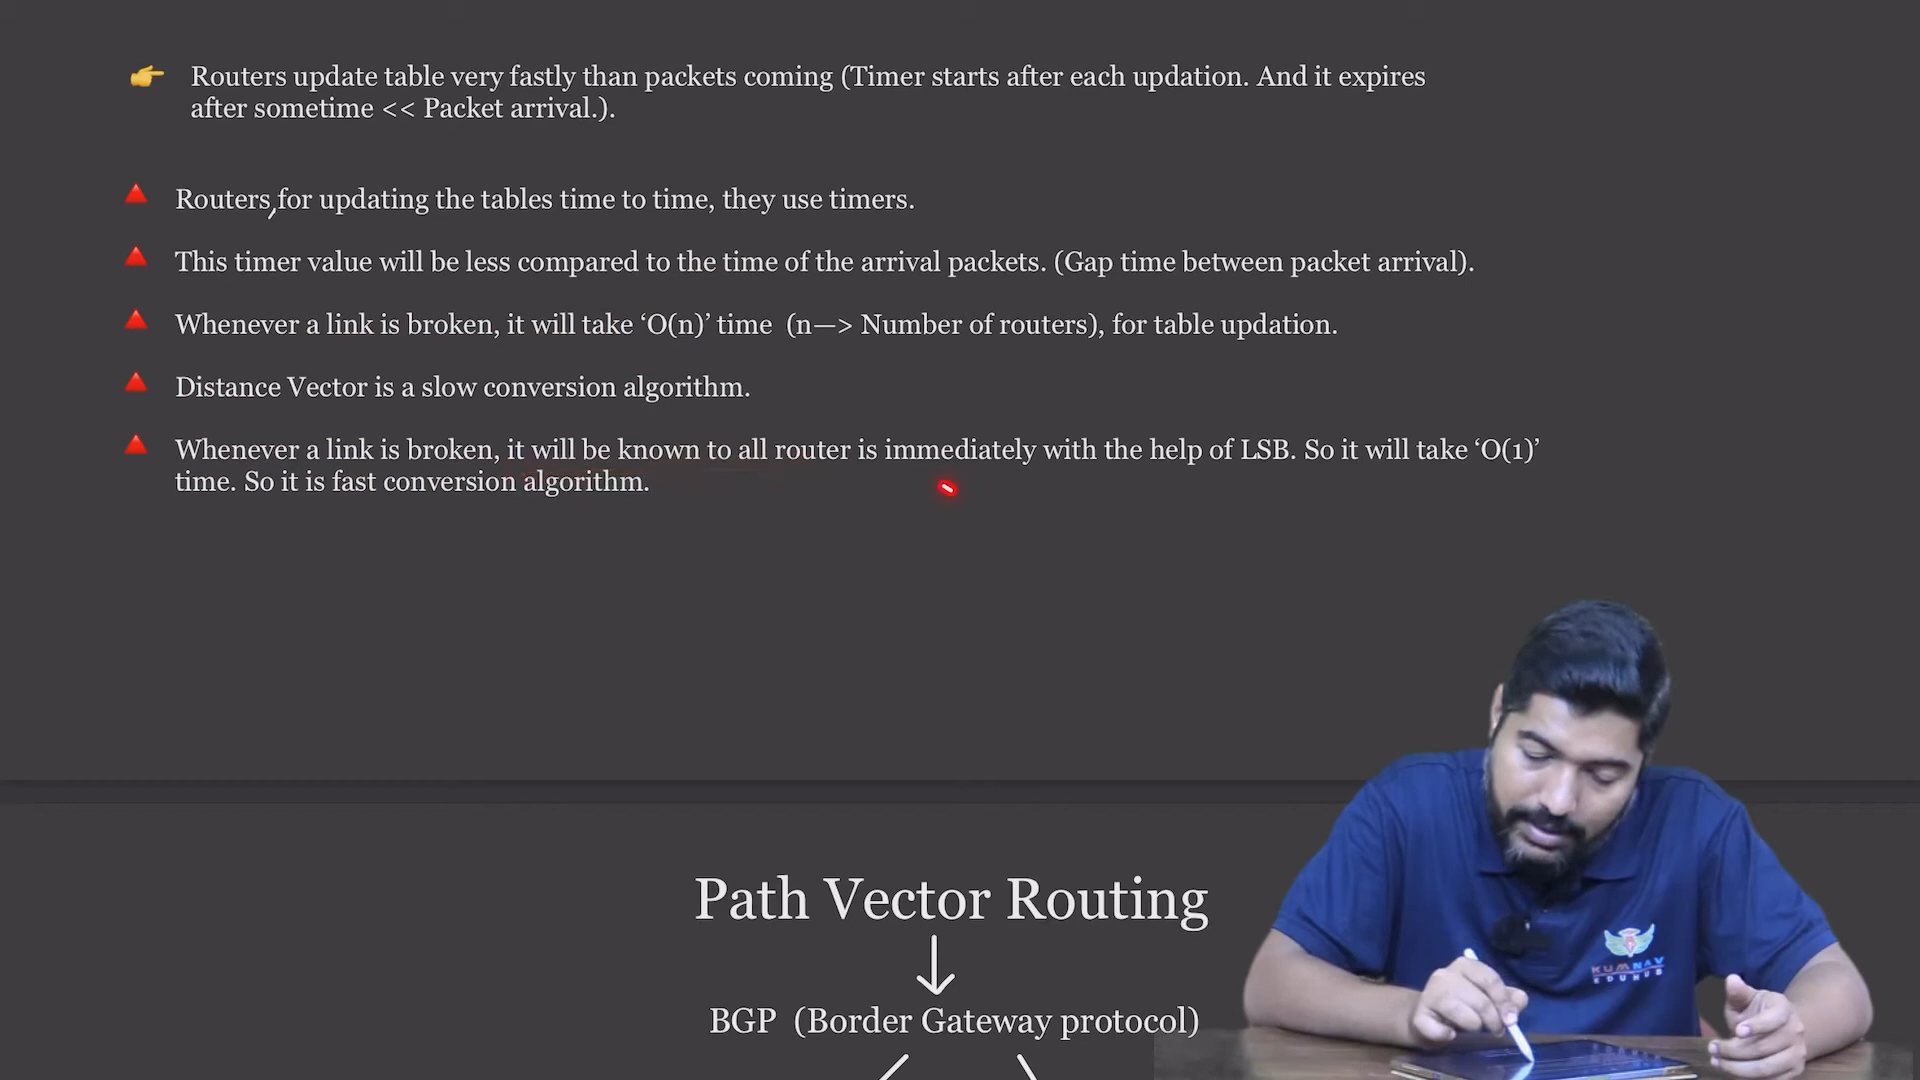 Routers update table very fastly than packets coming (Timer starts after each updation. And it expires
after sometime << Packet arrival.).
Routers,for updating the tables time to time, they use timers.
This timer value will be less compared to the time of the arrival packets. (Gap time between packet arrival).
Whenever a link is broken, it will take ‘O(n)’ time (n—> Number of routers), for table updation.
Distance Vector is a slow conversion algorithm.
Whenever a link is broken, it will be known to all router is immediately with the help of LSB. So it will take ‘O(1)’
time. So it is fast conversion algorithm.
Path Vector Routing
BGP (Border Gateway protocol)
KUMNAV
EDUHUB